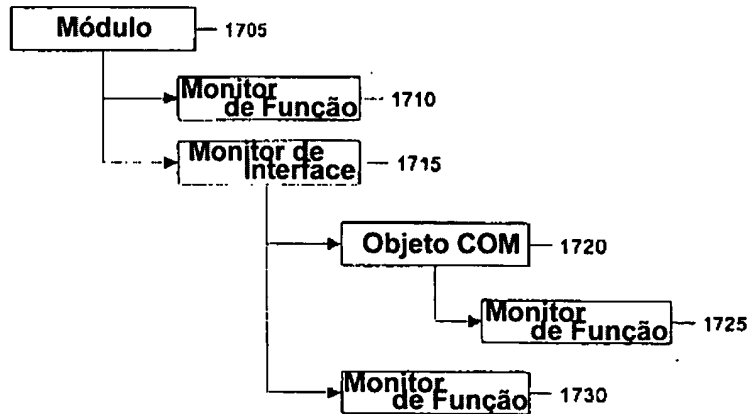 Módulo
1705
Monitor
de Função
1710
Monitor de
Interface
1715
Objeto COM
1720
Monitor
de Função
1725
Monitor
de Função
1730